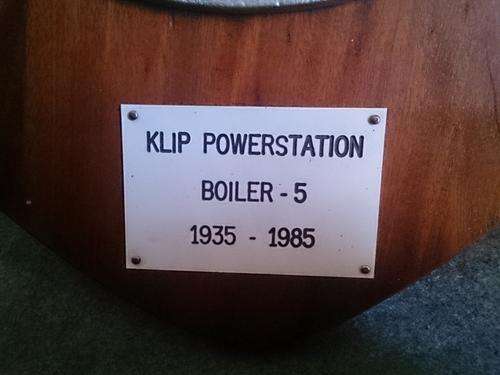 KLIP POWERSTATION
BOILER - 5
1935 - 1985